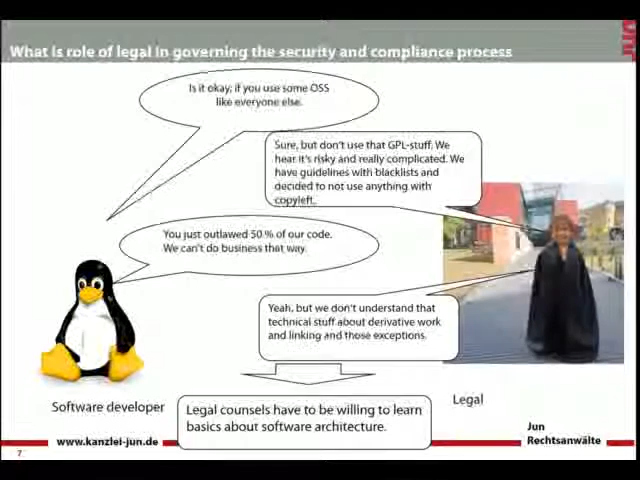 What is role of legal in governing the security and compliance process
JUN
Is it okay, if you use some OSS
like everyone else.
Sure, but don't use that GPL-stuff. We
hear it's risky and really complicated. We
have guidelines with blacklists and
decided to not use anything with
copyleft.
You just outlawed 50 % of our code.
We can't do business that way.
Yeah, but we don't understand that
technical stuff about derivative work
and linking and those exceptions.
Software developer
Legal
Legal counsels have to be willing to learn
basics about software architecture.
www.kanzlei-jun.de
Jun
Rechtsanwälte
7